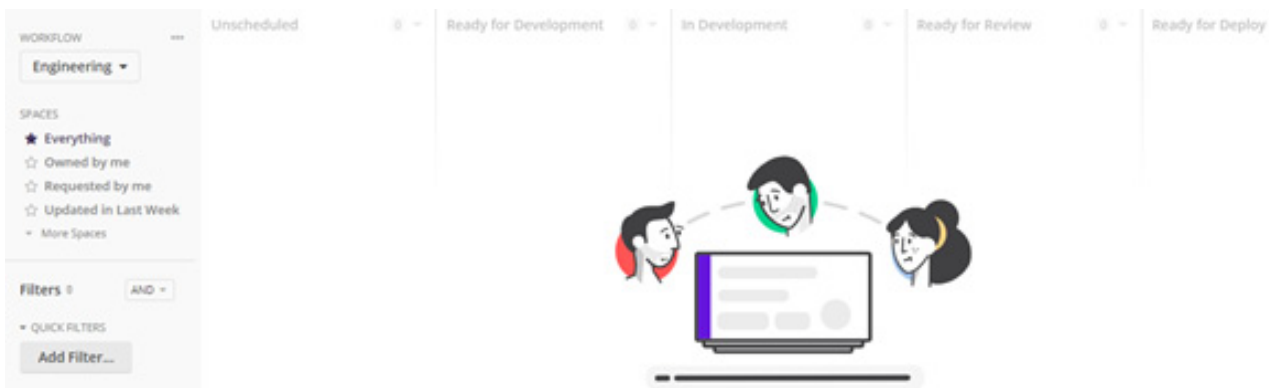 WORKFLOW
Engineering
SPACES
Everything
Owned by me
Requested by me
Updated in Last Week
More Spaces
Filters 0
AND
QUICK FILTERS
Add Filter...
Unscheduled 0
Ready for Development 0
In Development 0
Ready for Review 0
Ready for Deploy